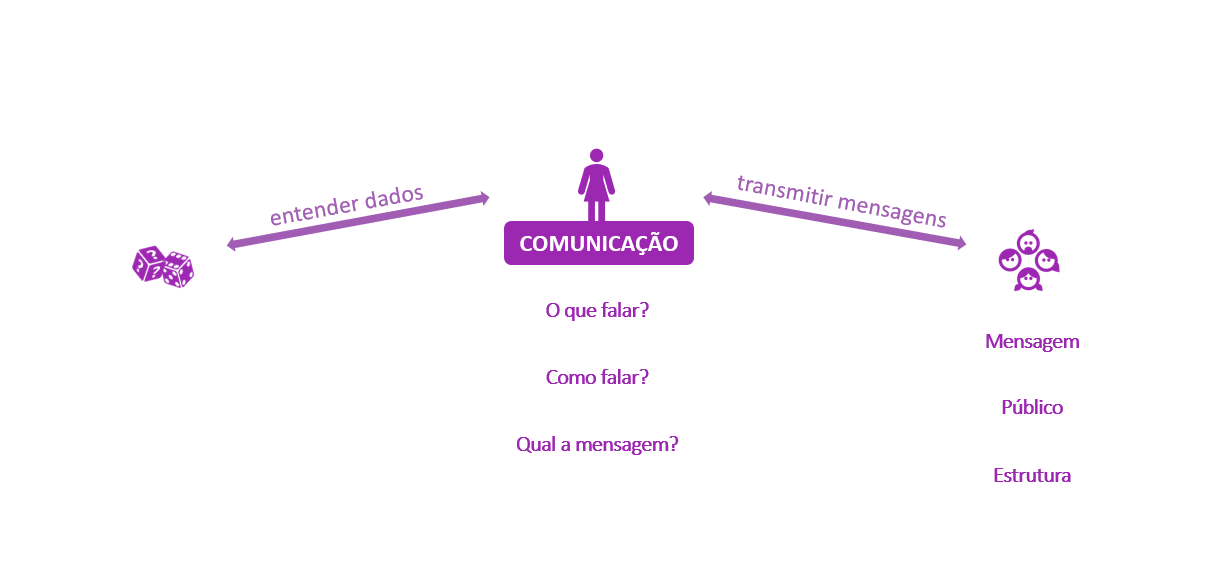 entender dados
transmitir mensagens
COMUNICAÇÃO
O que falar?
Como falar?
Qual a mensagem?
Mensagem
Público
Estrutura